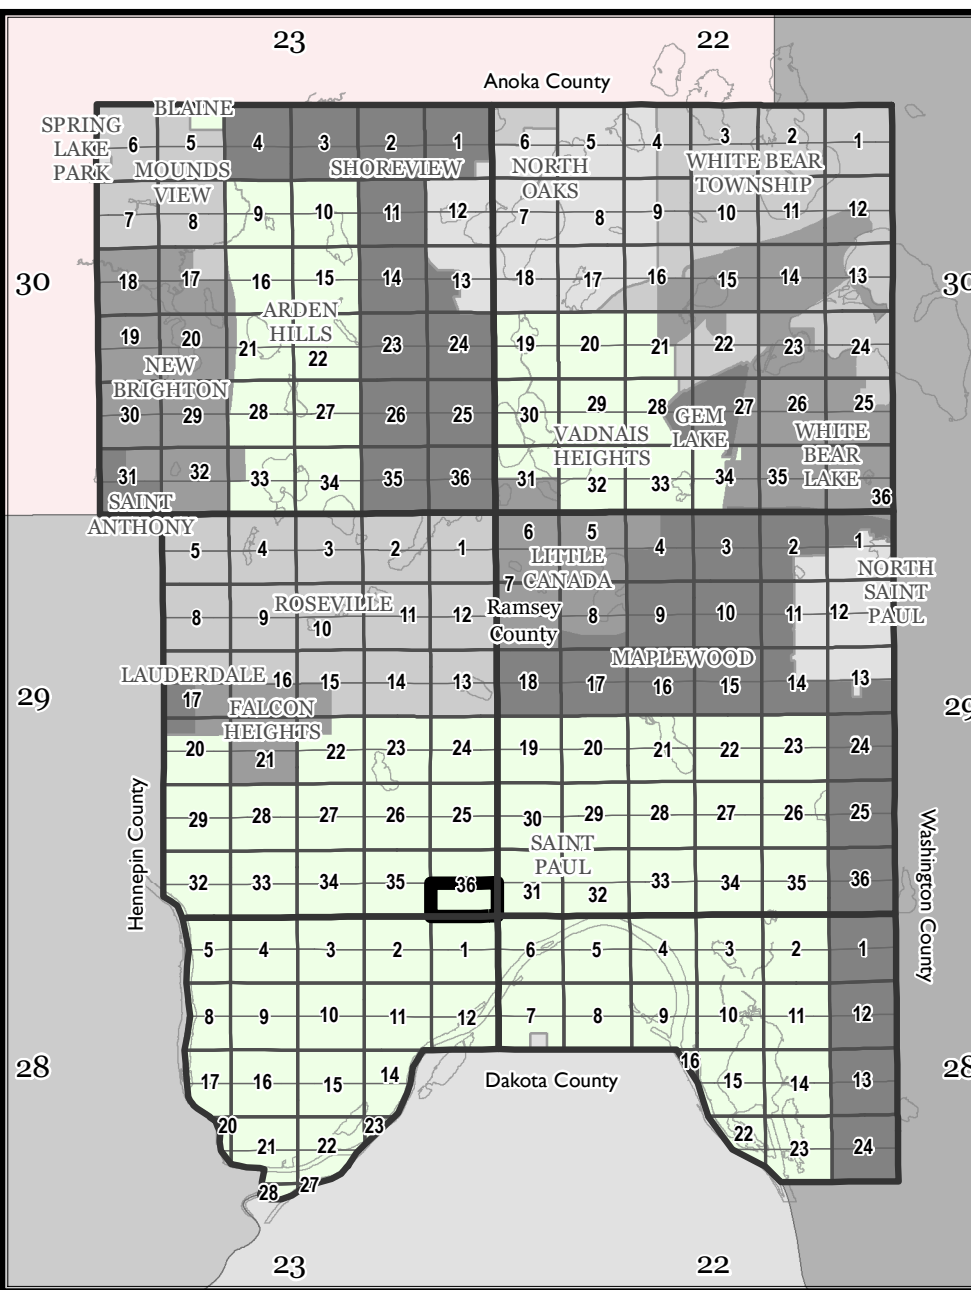 23 22
Anoka County
BLAINE
SPRING
LAKE
PARK
6 5 4 3 2 1 6 5 4 3 2 1
MOUNDS
VIEW
SHOREVIEW
NORTH
OAKS
WHITE BEAR
TOWNSHIP
7 8 9 10 11 12 7 8 9 10 11 12
30 18 17 16 15 14 13 18 17 16 15 14 13 30
ARDEN
HILLS
19 20 21 22 23 24 19 20 21 22 23 24
NEW
BRIGHTON
30 29 28 27 26 25 30 29 28 27 26 25
GEM
LAKE
VADNAIS
HEIGHTS
WHITE
BEAR
LAKE
31 32 33 34 35 36 31 32 33 34 35 36
SAINT
ANTHONY
5 4 3 2 1 6 5 4 3 2 1
LITTLE
CANADA
NORTH
SAINT
PAUL
8 9 10 11 12 7 8 9 10 11 12
ROSEVILLE
Ramsey
County
MAPLEWOOD
LAUDERDALE
29 17 16 15 14 13 18 17 16 15 14 13 29
FALCON
HEIGHTS
20 21 22 23 24 19 20 21 22 23 24
29 28 27 26 25 30 29 28 27 26 25
Hennepin County
Washington County
SAINT
PAUL
32 33 34 35 36 31 32 33 34 35 36
5 4 3 2 1 6 5 4 3 2 1
8 9 10 11 12 7 8 9 10 11 12
28 17 16 15 14 16 15 14 13 28
Dakota County
20 21 22 23 22 23 24
28 27
23 22